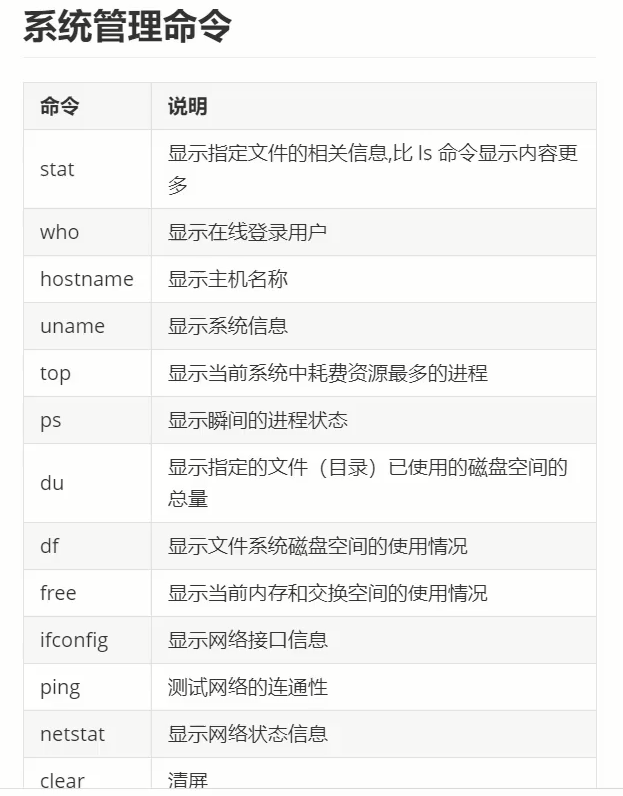 系统管理命令
命令 说明
stat 显示指定文件的相关信息,比 ls 命令显示内容更
多
who 显示在线登录用户
hostname 显示主机名称
uname 显示系统信息
top 显示当前系统中耗费资源最多的进程
ps 显示瞬间的进程状态
du 显示指定的文件（目录）已使用的磁盘空间的
总量
df 显示文件系统磁盘空间的使用情况
free 显示当前内存和交换空间的使用情况
ifconfig 显示网络接口信息
ping 测试网络的连通性
netstat 显示网络状态信息
clear 清屏